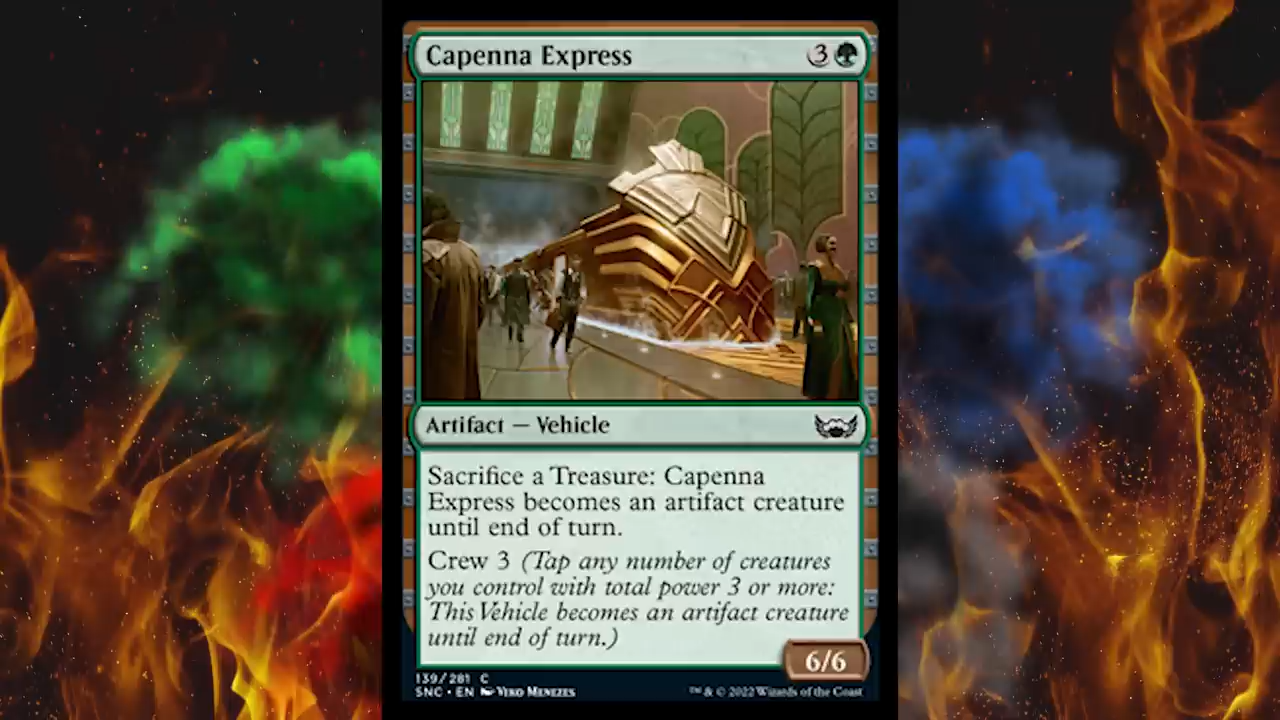 Capenna Express 3
Artifact — Vehicle
Sacrifice a Treasure: Capenna
Express becomes an artifact creature
until end of turn.
Crew 3 (Tap any number of creatures
you control with total power 3 or more:
This Vehicle becomes an artifact creature
until end of turn.)
6/6
139/281 C
SNC • EN Yeko Menezes
™ & © 2022 Wizards of the Coast